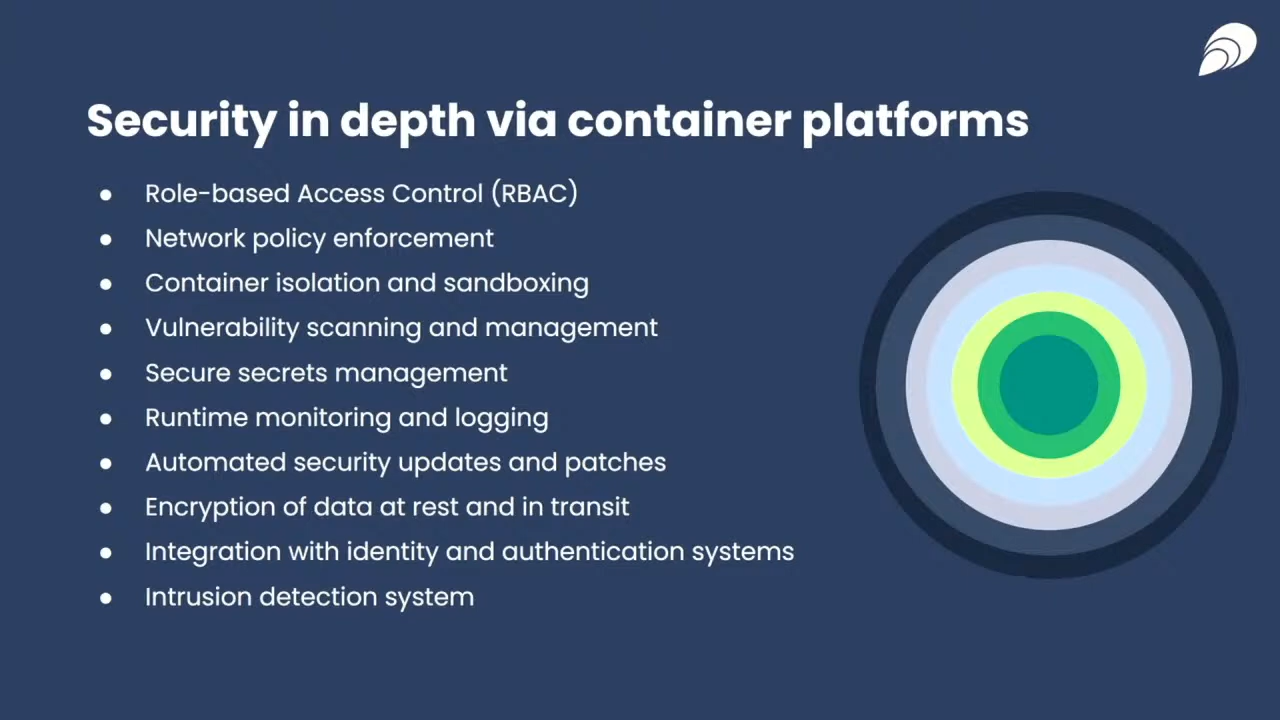 Security in depth via container platforms
● Role-based Access Control (RBAC)
● Network policy enforcement
● Container isolation and sandboxing
● Vulnerability scanning and management
● Secure secrets management
● Runtime monitoring and logging
● Automated security updates and patches
● Encryption of data at rest and in transit
● Integration with identity and authentication systems
● Intrusion detection system